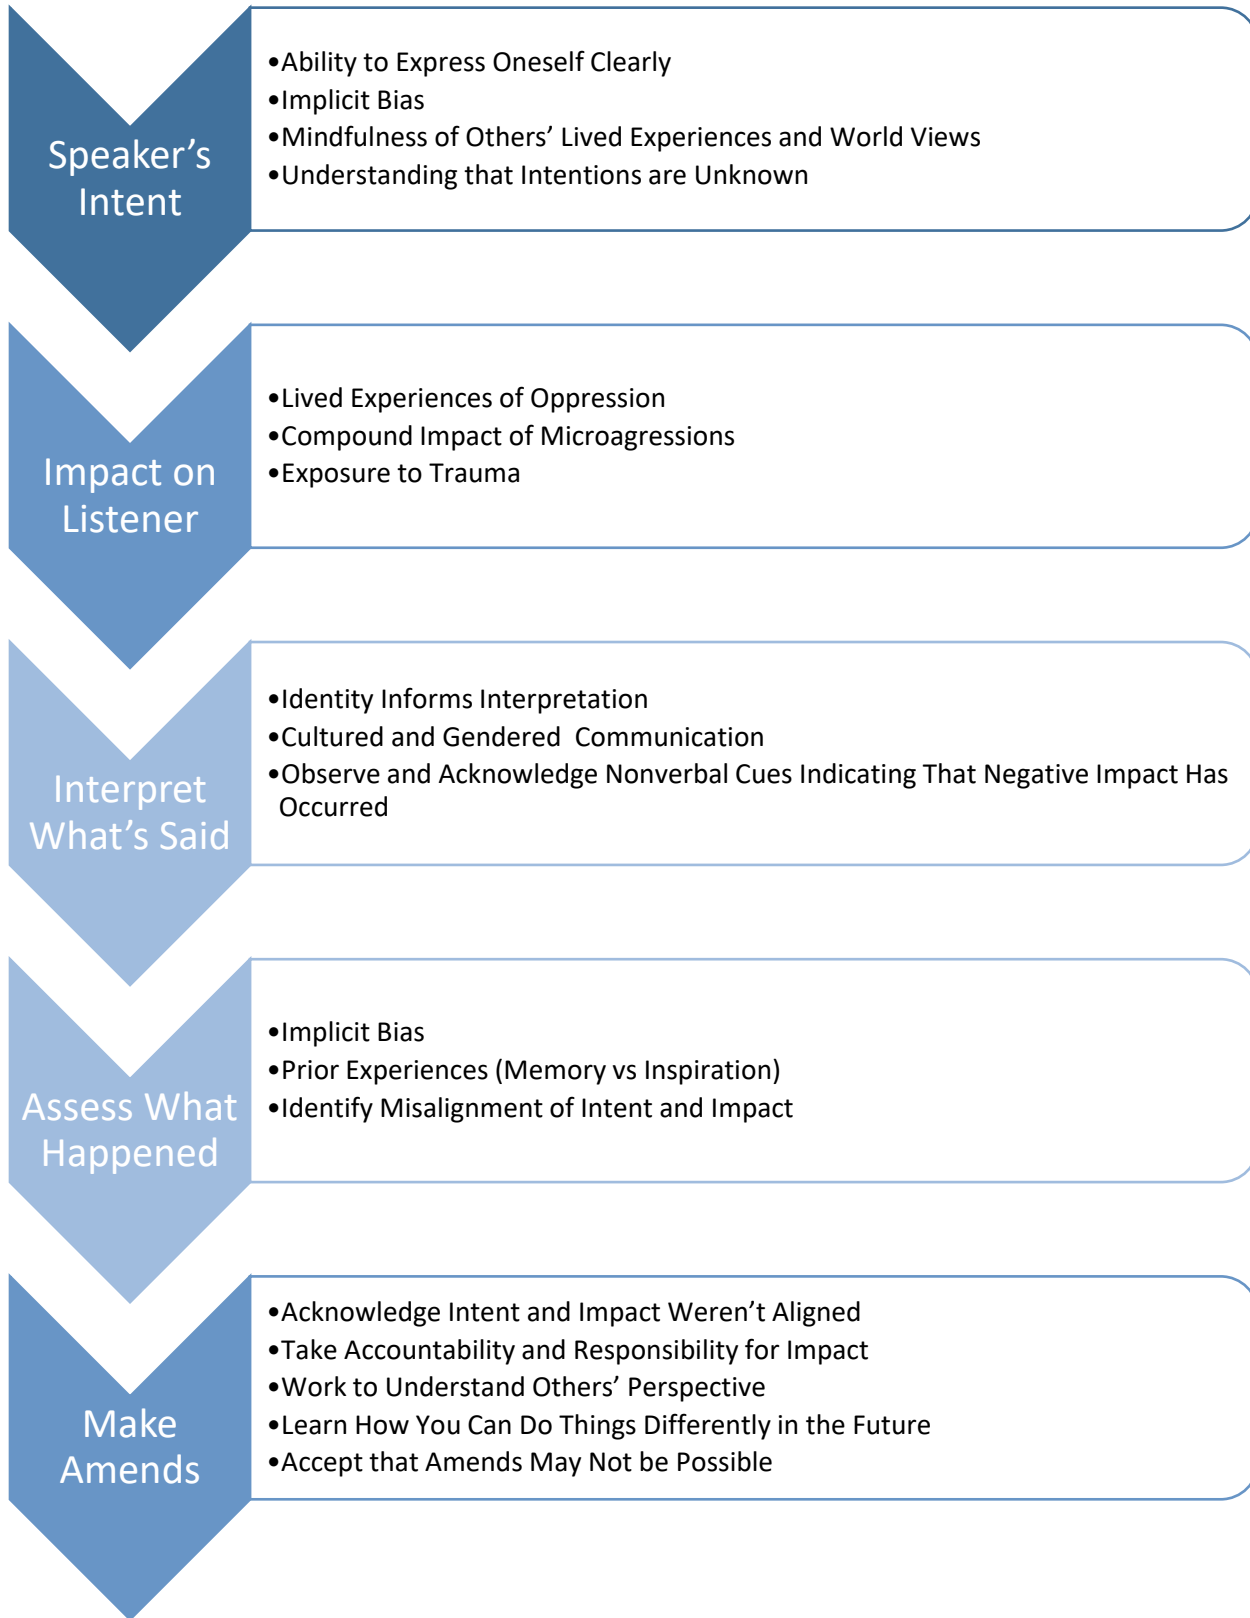 Speaker’s
Intent
•Ability to Express Oneself Clearly
•Implicit Bias
•Mindfulness of Others’ Lived Experiences and World Views
•Understanding that Intentions are Unknown
Impact on
Listener
•Lived Experiences of Oppression
•Compound Impact of Microagressions
•Exposure to Trauma
Interpret
What’s Said
•Identity Informs Interpretation
•Cultured and Gendered  Communication
•Observe and Acknowledge Nonverbal Cues Indicating That Negative Impact Has
Occurred
Assess What
Happened
•Implicit Bias
•Prior Experiences (Memory vs Inspiration)
•Identify Misalignment of Intent and Impact
Make
Amends
•Acknowledge Intent and Impact Weren’t Aligned
•Take Accountability and Responsibility for Impact
•Work to Understand Others’ Perspective
•Learn How You Can Do Things Differently in the Future
•Accept that Amends May Not be Possible